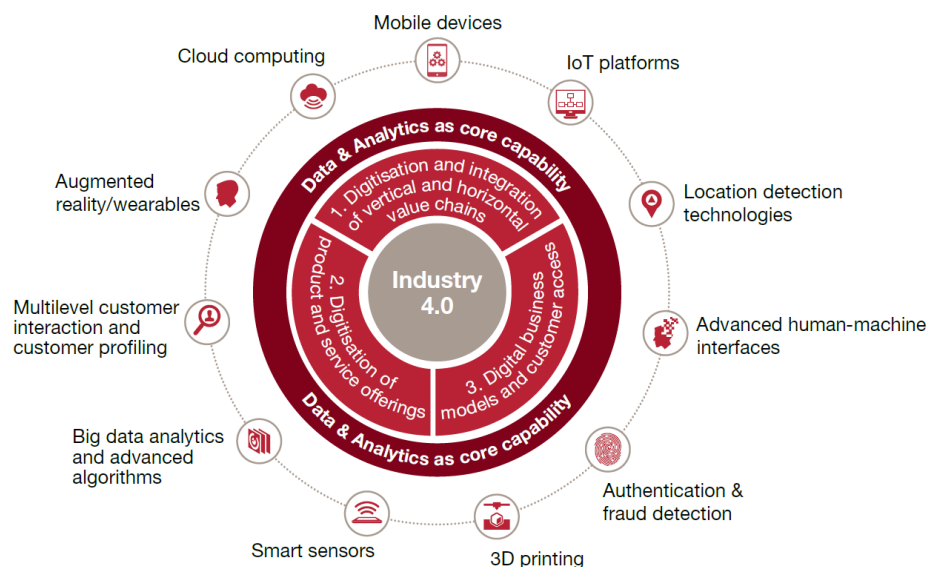 Mobile devices
Cloud computing
IoT platforms
Augmented
reality/wearables
Location detection
technologies
Multilevel customer
interaction and
customer profiling
Advanced human-machine
interfaces
Big data analytics
and advanced
algorithms
Authentication &
fraud detection
Smart sensors
3D printing
Data & Analytics as core capability
1. Digitisation and integration
of vertical and horizontal
value chains
2. Digitisation of
product and service offerings
3. Digital business
models and customer access
Industry
4.0
Data & Analytics as core capability